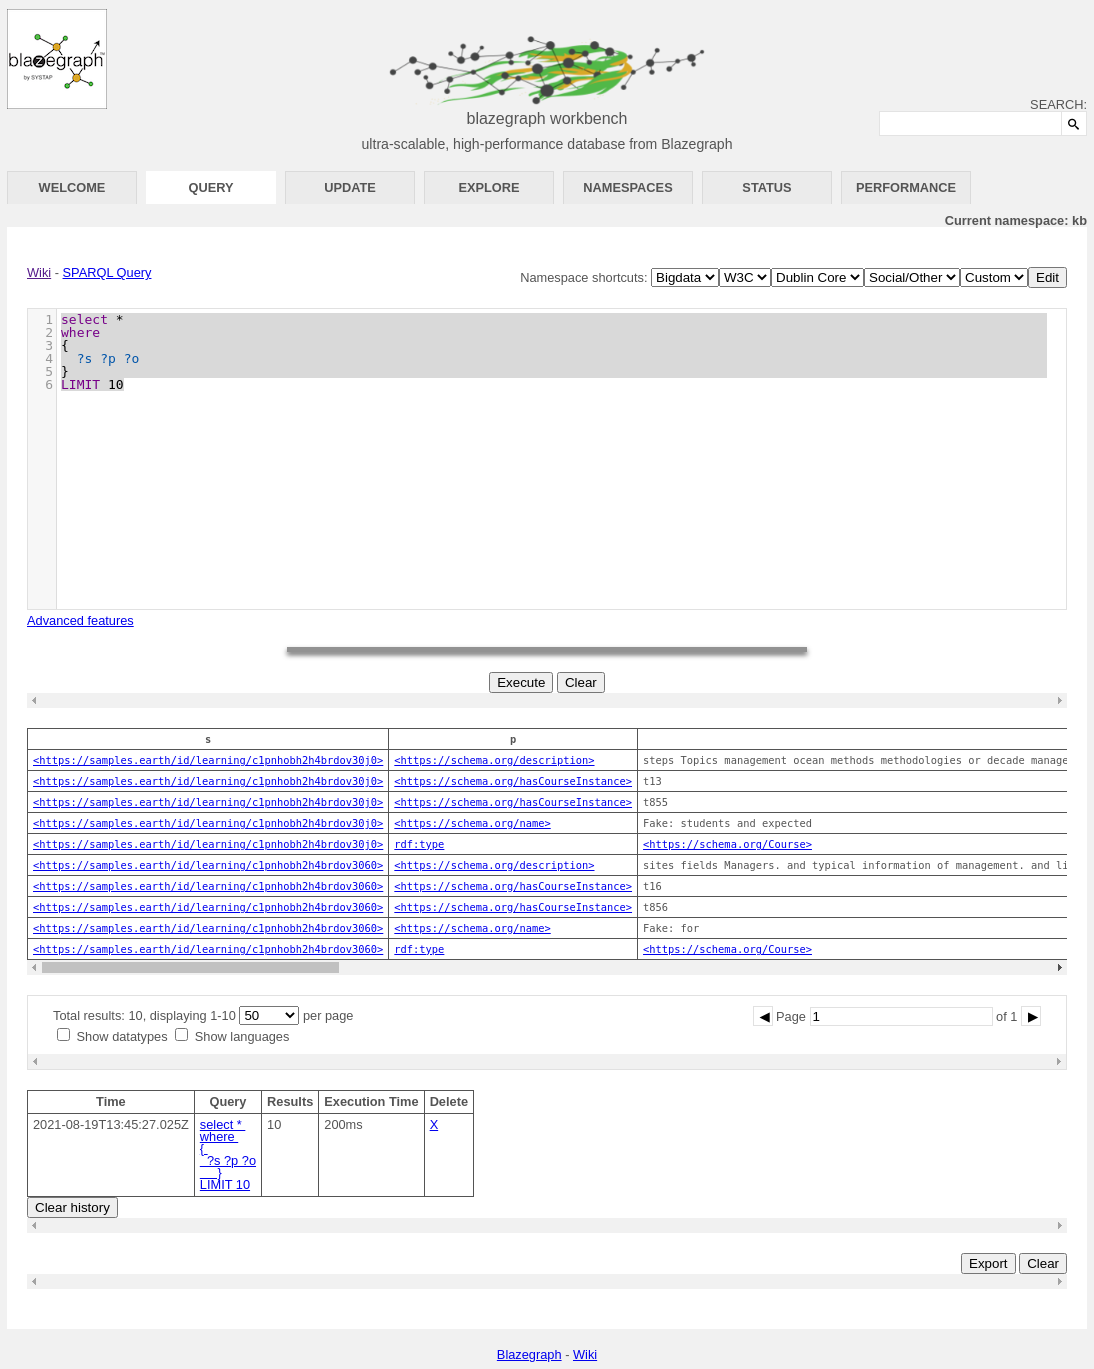 blazegraph™
by SYSTAP
blazegraph workbench
ultra-scalable, high-performance database from Blazegraph
SEARCH:
WELCOME QUERY UPDATE EXPLORE NAMESPACES STATUS PERFORMANCE
Current namespace: kb
Wiki - SPARQL Query
Namespace shortcuts: Bigdata W3C Dublin Core Social/Other Custom Edit
1 select *
2 where
3 {
4 ?s ?p ?o
5 }
6 LIMIT 10
Advanced features
Execute Clear
s p
<https://samples.earth/id/learning/c1pnhobh2h4brdov30j0> <https://schema.org/description> steps Topics management ocean methods methodologies or decade manage
<https://samples.earth/id/learning/c1pnhobh2h4brdov30j0> <https://schema.org/hasCourseInstance> t13
<https://samples.earth/id/learning/c1pnhobh2h4brdov30j0> <https://schema.org/hasCourseInstance> t855
<https://samples.earth/id/learning/c1pnhobh2h4brdov30j0> <https://schema.org/name> Fake: students and expected
<https://samples.earth/id/learning/c1pnhobh2h4brdov30j0> rdf:type <https://schema.org/Course>
<https://samples.earth/id/learning/c1pnhobh2h4brdov3060> <https://schema.org/description> sites fields Managers. and typical information of management. and li
<https://samples.earth/id/learning/c1pnhobh2h4brdov3060> <https://schema.org/hasCourseInstance> t16
<https://samples.earth/id/learning/c1pnhobh2h4brdov3060> <https://schema.org/hasCourseInstance> t856
<https://samples.earth/id/learning/c1pnhobh2h4brdov3060> <https://schema.org/name> Fake: for
<https://samples.earth/id/learning/c1pnhobh2h4brdov3060> rdf:type <https://schema.org/Course>
Total results: 10, displaying 1-10 50 per page
◀ Page 1 of 1 ▶
Show datatypes Show languages
Time Query Results Execution Time Delete
2021-08-19T13:45:27.025Z select * 10 200ms X
where
{
?s ?p ?o
}
LIMIT 10
Clear history
Export Clear
Blazegraph - Wiki